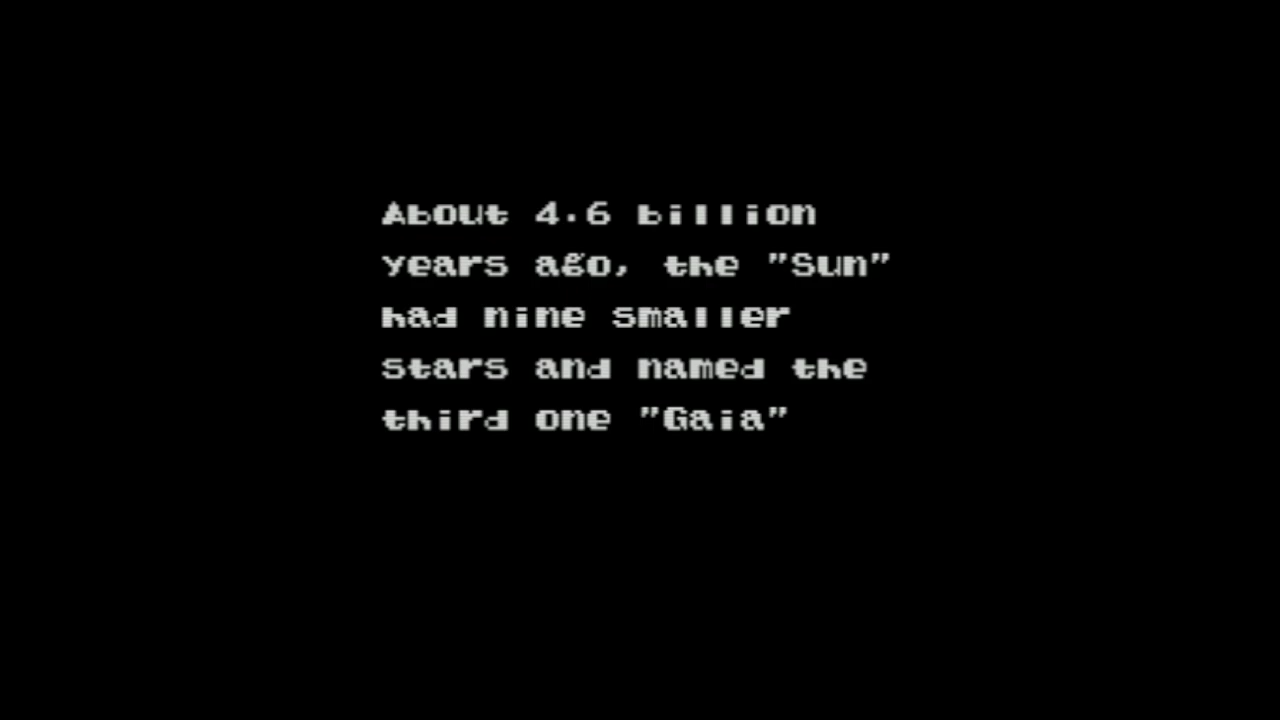 About 4.6 billion
years ago, the "Sun"
had nine smaller
stars and named the
third one "Gaia"